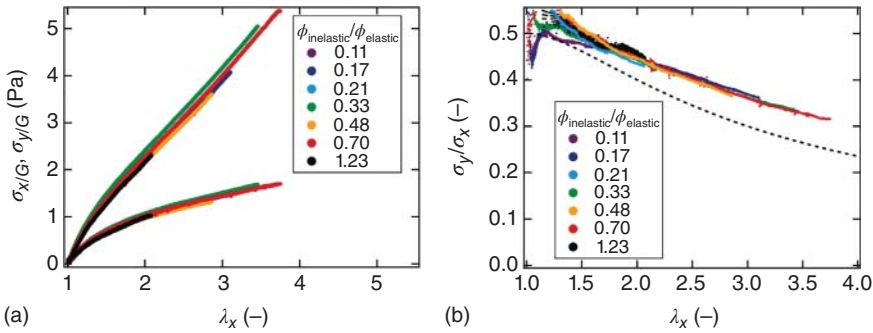 5
4
3
2
1
0
σx/G, σy/G (Pa)
ϕinelastic/ϕelastic
0.11
0.17
0.21
0.33
0.48
0.70
1.23
1 2 3 4 5
(a)
λx (–)
0.5
0.4
0.3
0.2
0.1
0.0
σy/σx (–)
ϕinelastic/ϕelastic
0.11
0.17
0.21
0.33
0.48
0.70
1.23
1.0 1.5 2.0 2.5 3.0 3.5 4.0
(b)
λx (–)